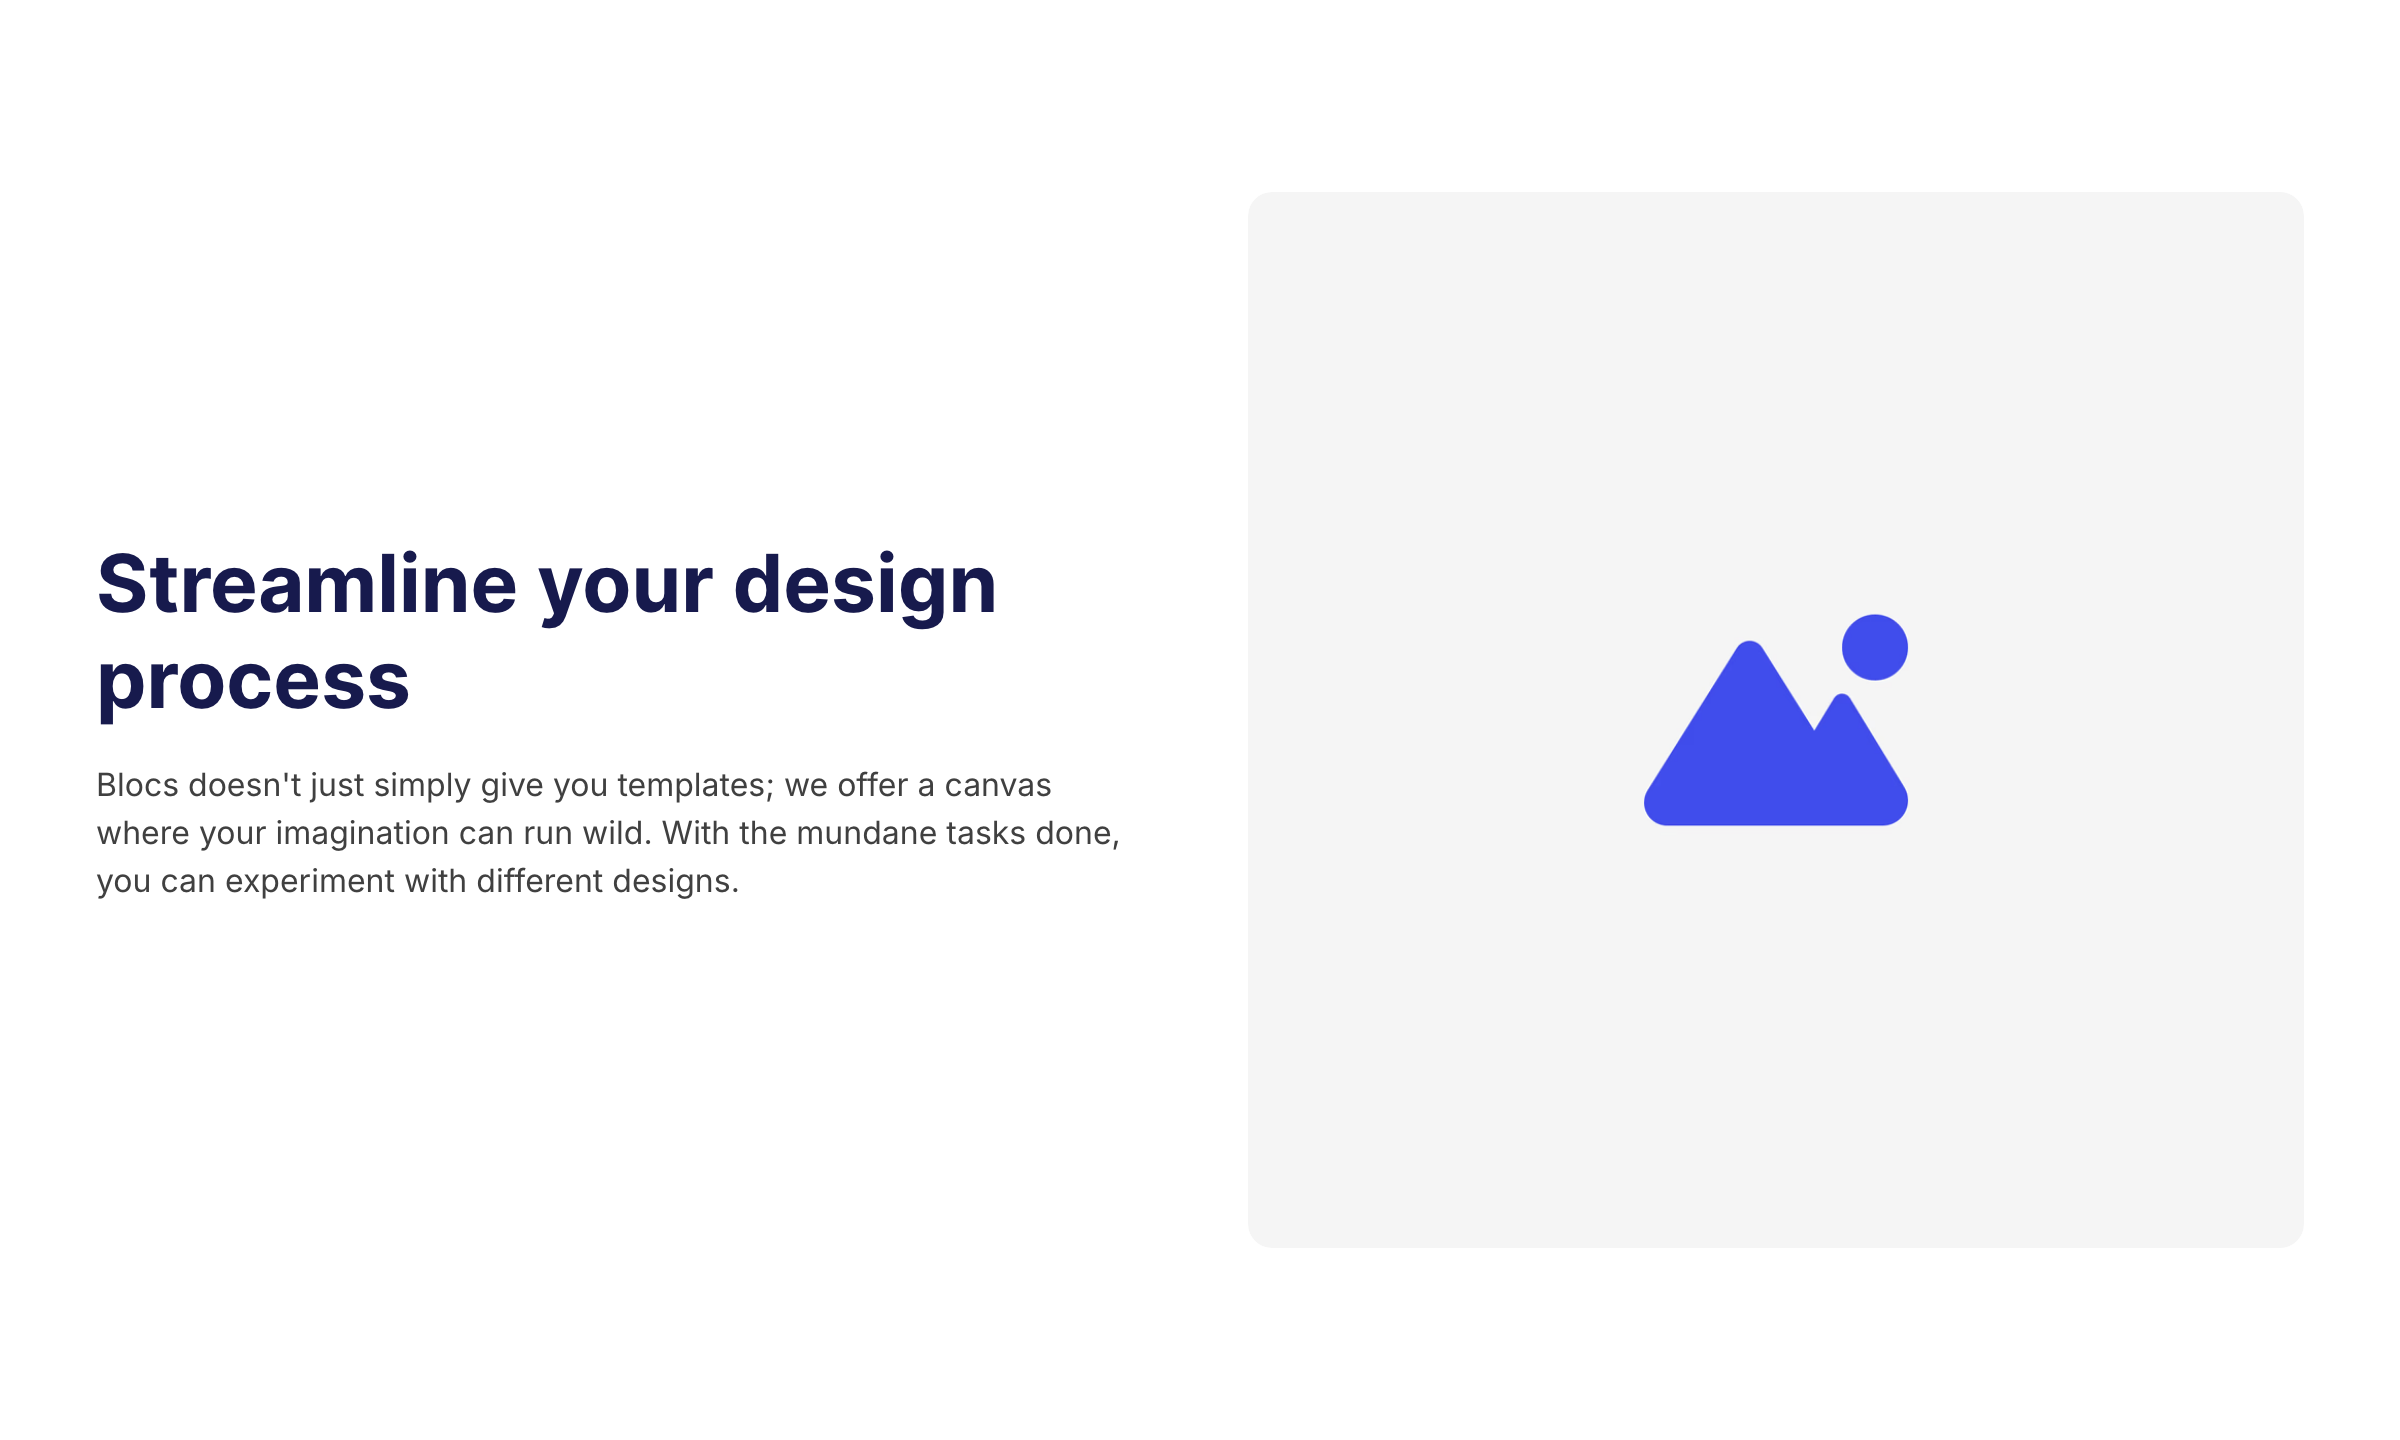 Streamline your design
process
Blocs doesn't just simply give you templates; we offer a canvas
where your imagination can run wild. With the mundane tasks done,
you can experiment with different designs.